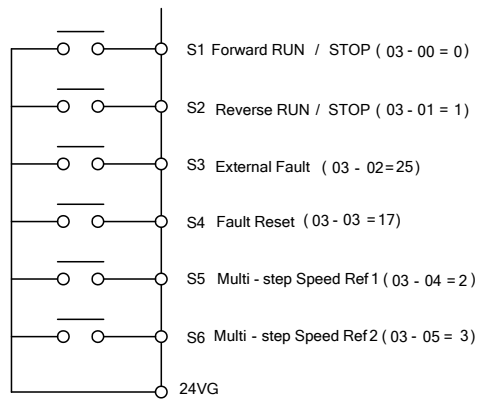 S1 Forward RUN / STOP ( 03 - 00 = 0)
S2 Reverse RUN / STOP ( 03 - 01 = 1)
S3 External Fault ( 03 - 02=25)
S4 Fault Reset ( 03 - 03 =17)
S5 Multi - step Speed Ref 1 ( 03 - 04 = 2 )
S6 Multi - step Speed Ref 2 ( 03 - 05 = 3)
24VG